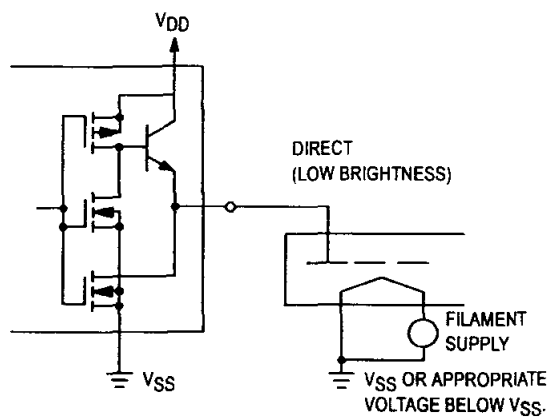 VDD
DIRECT
(LOW BRIGHTNESS)
FILAMENT
SUPPLY
VSS
VSS OR APPROPRIATE
VOLTAGE BELOW VSS.